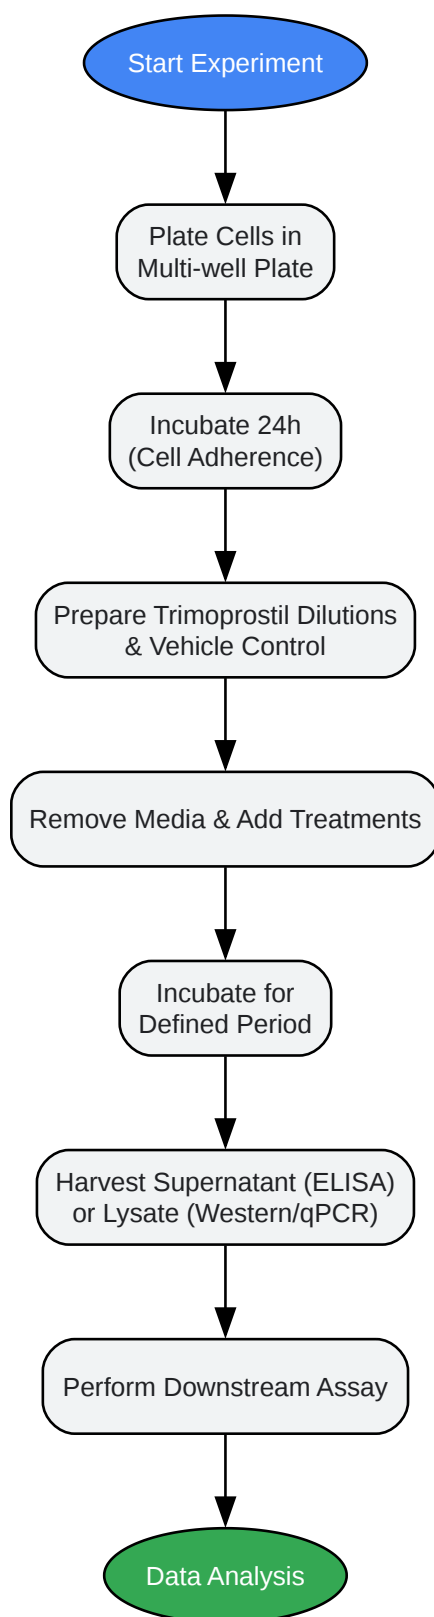 Start Experiment
Plate Cells in
Multi-well Plate
Incubate 24h
(Cell Adherence)
Prepare Trimoprostil Dilutions
& Vehicle Control
Remove Media & Add Treatments
Incubate for
Defined Period
Harvest Supernatant (ELISA)
or Lysate (Western/qPCR)
Perform Downstream Assay
Data Analysis